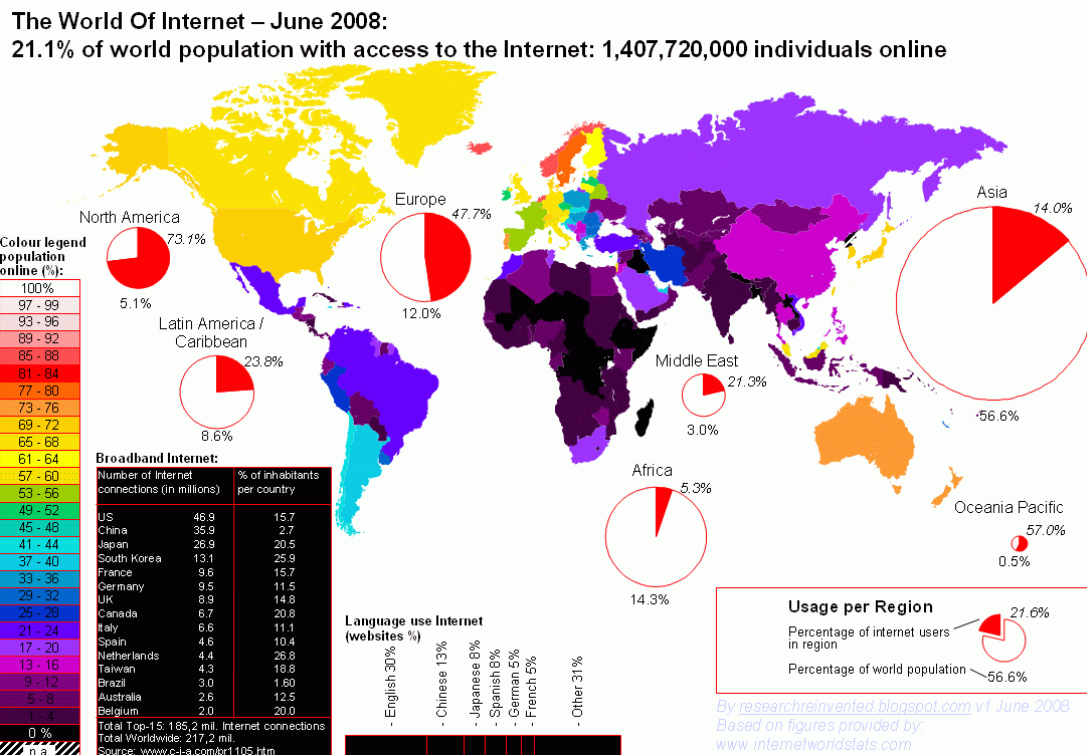 The World Of Internet – June 2008:
21.1% of world population with access to the Internet: 1,407,720,000 individuals online
North America
73.1%
5.1%
Europe
47.7%
12.0%
Asia
14.0%
56.6%
Latin America /
Caribbean
23.8%
8.6%
Middle East
21.3%
3.0%
Africa
5.3%
14.3%
Oceania Pacific
57.0%
0.5%
Colour legend
population
online (%):
100%
97 - 99
93 - 96
89 - 92
85 - 88
81 - 84
77 - 80
73 - 76
69 - 72
65 - 68
61 - 64
57 - 60
53 - 56
49 - 52
45 - 48
41 - 44
37 - 40
33 - 36
29 - 32
25 - 28
21 - 24
17 - 20
13 - 16
9 - 12
5 - 8
1 - 4
0 %
n.a.
Broadband Internet:
Number of Internet % of inhabitants
connections (in millions) per country
US 46.9 15.7
China 35.9 2.7
Japan 26.9 20.5
South Korea 13.1 25.9
France 9.6 15.7
Germany 9.5 11.5
UK 8.9 14.8
Canada 6.7 20.8
Italy 6.6 11.1
Spain 4.6 10.4
Netherlands 4.4 26.8
Taiwan 4.3 18.8
Brazil 3.0 1.60
Australia 2.6 12.5
Belgium 2.0 20.0
Total Top-15: 185,2 mil. Internet connections
Total Worldwide: 217,2 mil.
Source: www.c-i-a.com/pr1105.htm
Language use Internet
(websites %)
- English 30%
- Chinese 13%
- Japanese 8%
- Spanish 8%
- German 5%
- French 5%
- Other 31%
Usage per Region
21.6%
Percentage of internet users
in region
Percentage of world population
56.6%
By researchreinvented.blogspot.com v1 June 2008
Based on figures provided by:
www.internetworldstats.com